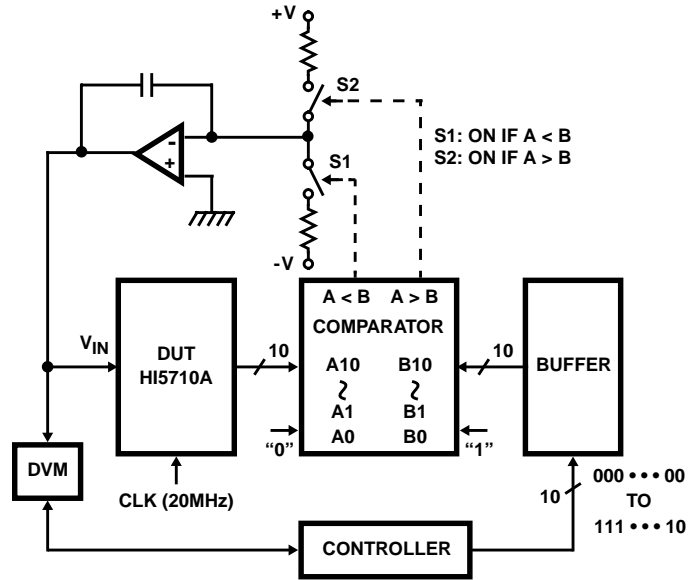 +V
S2
S1: ON IF A < B
S2: ON IF A > B
-
+
S1
-V
A < B A > B
COMPARATOR
VIN
DUT
HI5710A
10
A10 B10
A1 B1
A0 B0
10
BUFFER
“0”
“1”
DVM
CLK (20MHz)
10
000 • • • 00
TO
111 • • • 10
CONTROLLER